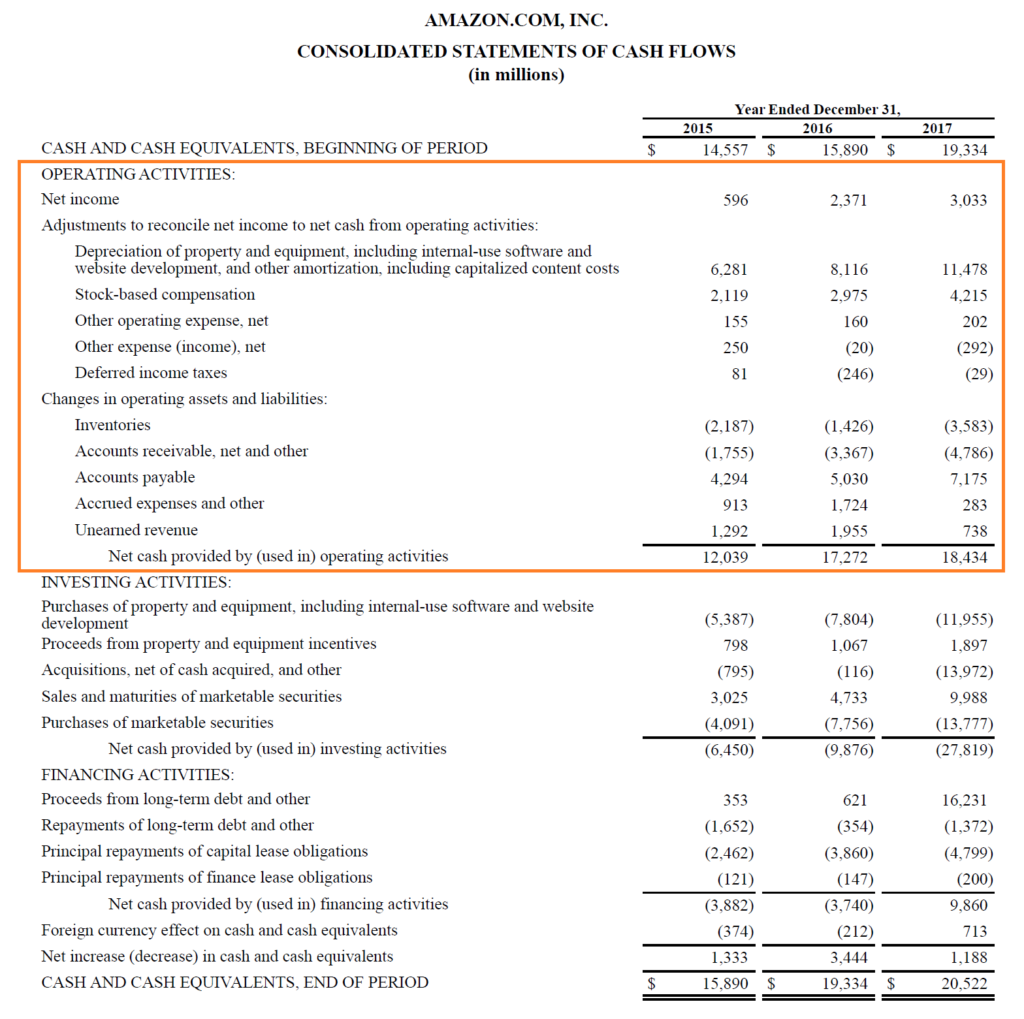 AMAZON.COM, INC.
CONSOLIDATED STATEMENTS OF CASH FLOWS
(in millions)
Year Ended December 31,
2015 2016 2017
CASH AND CASH EQUIVALENTS, BEGINNING OF PERIOD $ 14,557 $ 15,890 $ 19,334
OPERATING ACTIVITIES:
Net income 596 2,371 3,033
Adjustments to reconcile net income to net cash from operating activities:
Depreciation of property and equipment, including internal-use software and
website development, and other amortization, including capitalized content costs 6,281 8,116 11,478
Stock-based compensation 2,119 2,975 4,215
Other operating expense, net 155 160 202
Other expense (income), net 250 (20) (292)
Deferred income taxes 81 (246) (29)
Changes in operating assets and liabilities:
Inventories (2,187) (1,426) (3,583)
Accounts receivable, net and other (1,755) (3,367) (4,786)
Accounts payable 4,294 5,030 7,175
Accrued expenses and other 913 1,724 283
Unearned revenue 1,292 1,955 738
Net cash provided by (used in) operating activities 12,039 17,272 18,434
INVESTING ACTIVITIES:
Purchases of property and equipment, including internal-use software and website
development (5,387) (7,804) (11,955)
Proceeds from property and equipment incentives 798 1,067 1,897
Acquisitions, net of cash acquired, and other (795) (116) (13,972)
Sales and maturities of marketable securities 3,025 4,733 9,988
Purchases of marketable securities (4,091) (7,756) (13,777)
Net cash provided by (used in) investing activities (6,450) (9,876) (27,819)
FINANCING ACTIVITIES:
Proceeds from long-term debt and other 353 621 16,231
Repayments of long-term debt and other (1,652) (354) (1,372)
Principal repayments of capital lease obligations (2,462) (3,860) (4,799)
Principal repayments of finance lease obligations (121) (147) (200)
Net cash provided by (used in) financing activities (3,882) (3,740) 9,860
Foreign currency effect on cash and cash equivalents (374) (212) 713
Net increase (decrease) in cash and cash equivalents 1,333 3,444 1,188
CASH AND CASH EQUIVALENTS, END OF PERIOD $ 15,890 $ 19,334 $ 20,522